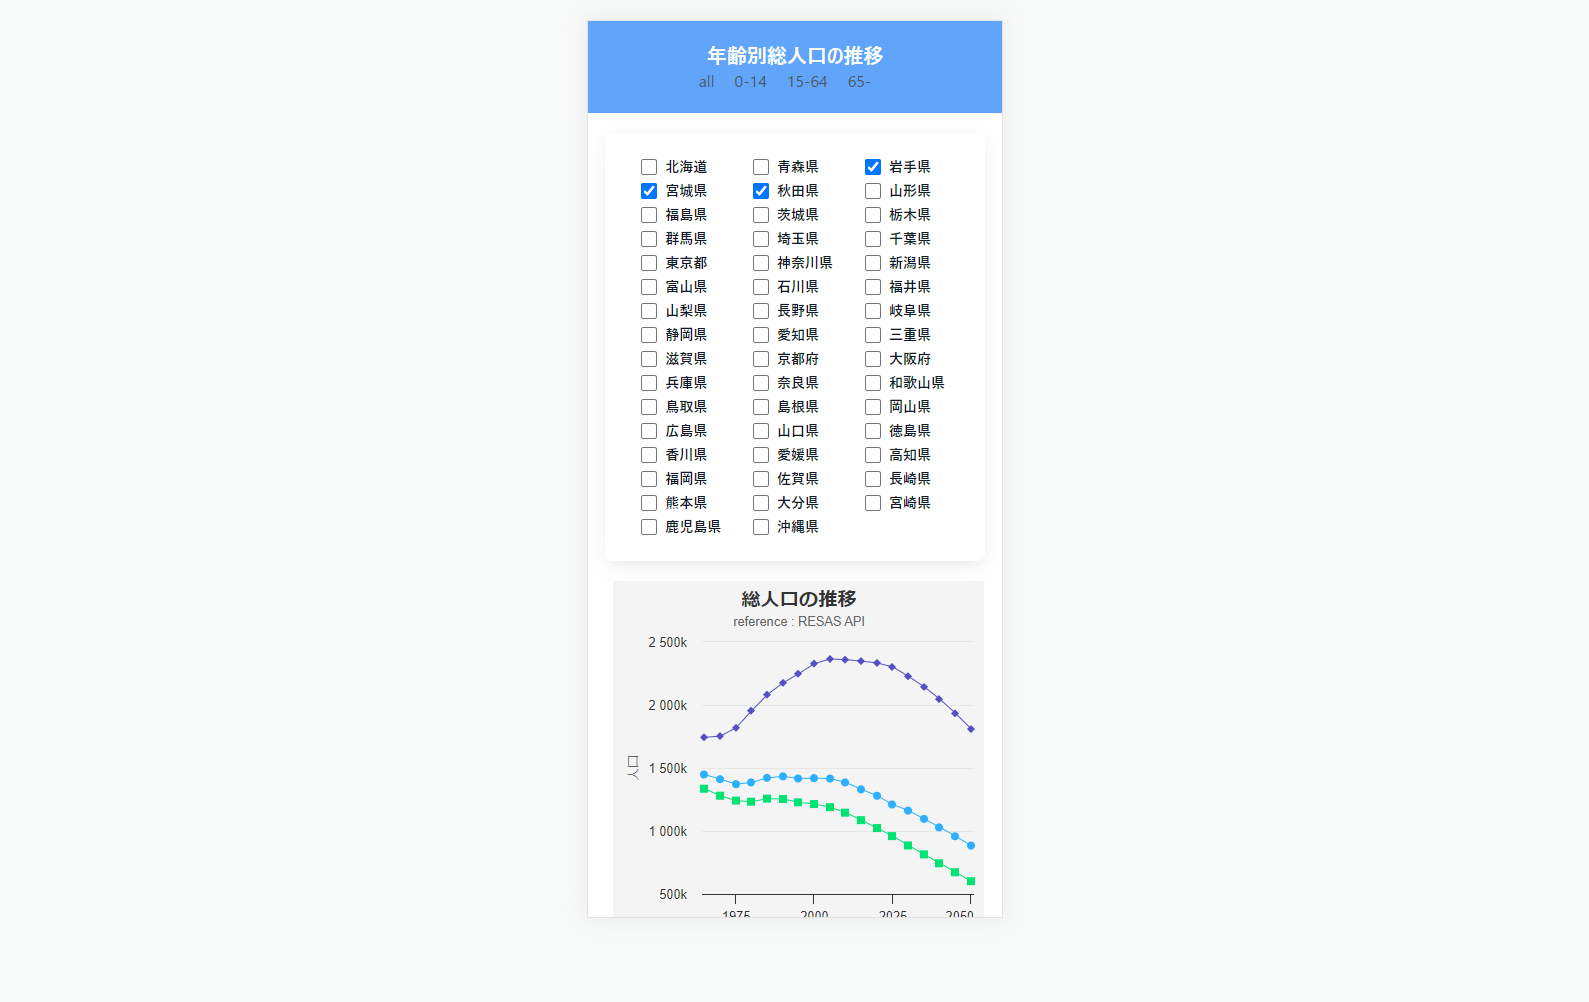 年齢別総人口の推移
all 0-14 15-64 65-
北海道 青森県 岩手県
宮城県 秋田県 山形県
福島県 茨城県 栃木県
群馬県 埼玉県 千葉県
東京都 神奈川県 新潟県
富山県 石川県 福井県
山梨県 長野県 岐阜県
静岡県 愛知県 三重県
滋賀県 京都府 大阪府
兵庫県 奈良県 和歌山県
鳥取県 島根県 岡山県
広島県 山口県 徳島県
香川県 愛媛県 高知県
福岡県 佐賀県 長崎県
熊本県 大分県 宮崎県
鹿児島県 沖縄県
総人口の推移
reference : RESAS API
2 500k
2 000k
人口
1 500k
1 000k
500k
1975 2000 2025 2050